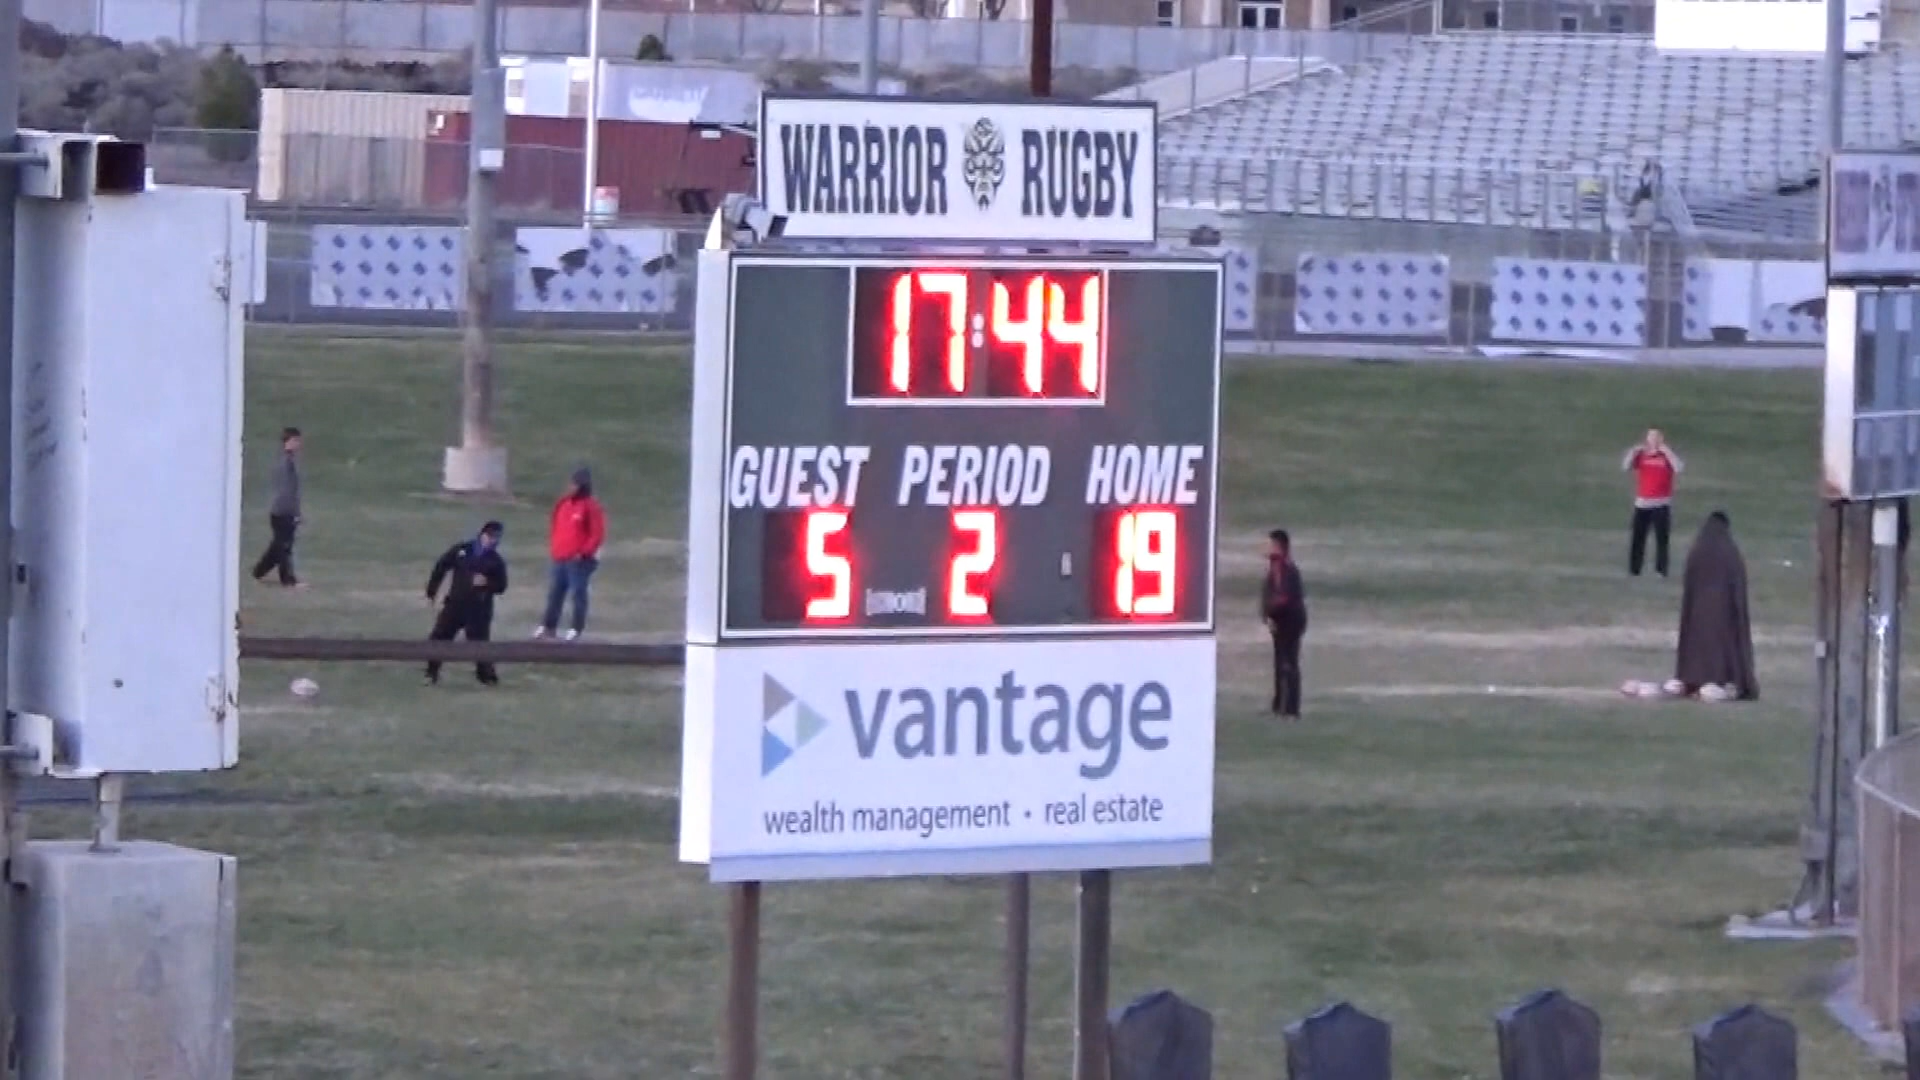 WARRIOR RUGBY
17:44
GUEST PERIOD HOME
5 2 19
vantage
wealth management • real estate